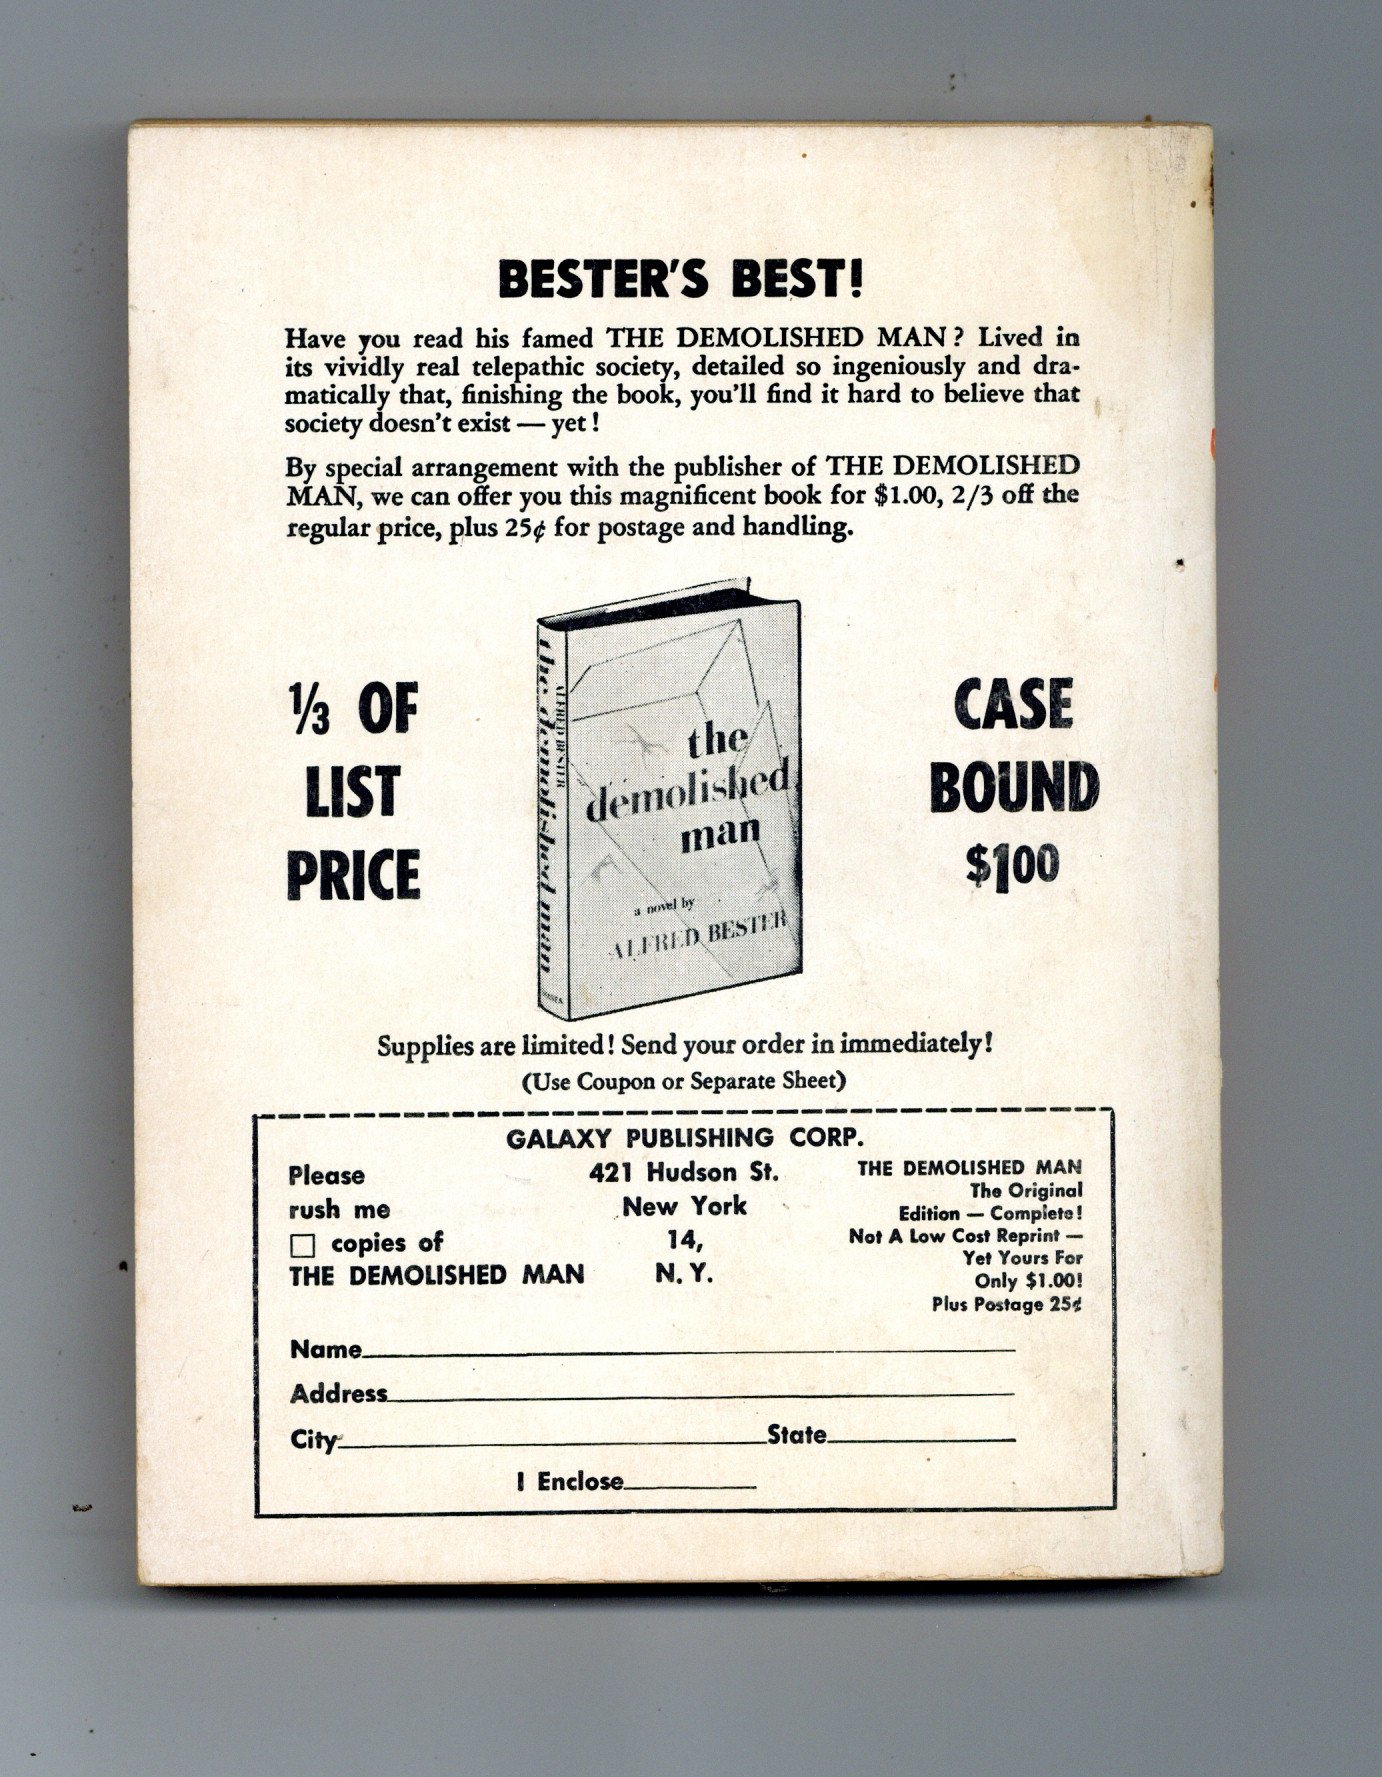 BESTER'S BEST!
Have you read his famed THE DEMOLISHED MAN? Lived in
its vividly real telepathic society, detailed so ingeniously and dra-
matically that, finishing the book, you'll find it hard to believe that
society doesn't exist — yet!
By special arrangement with the publisher of THE DEMOLISHED
MAN, we can offer you this magnificent book for $1.00, 2/3 off the
regular price, plus 25¢ for postage and handling.
1/3 OF
LIST
PRICE
the demolished man
ALFRED BESTER
the
demolished
man
a novel by
ALFRED BESTER
CASE
BOUND
$100
Supplies are limited! Send your order in immediately!
(Use Coupon or Separate Sheet)
GALAXY PUBLISHING CORP.
421 Hudson St.
New York
14,
N. Y.
Please
rush me
copies of
THE DEMOLISHED MAN
THE DEMOLISHED MAN
The Original
Edition — Complete!
Not A Low Cost Reprint —
Yet Yours For
Only $1.00!
Plus Postage 25¢
Name
Address
City State
I Enclose